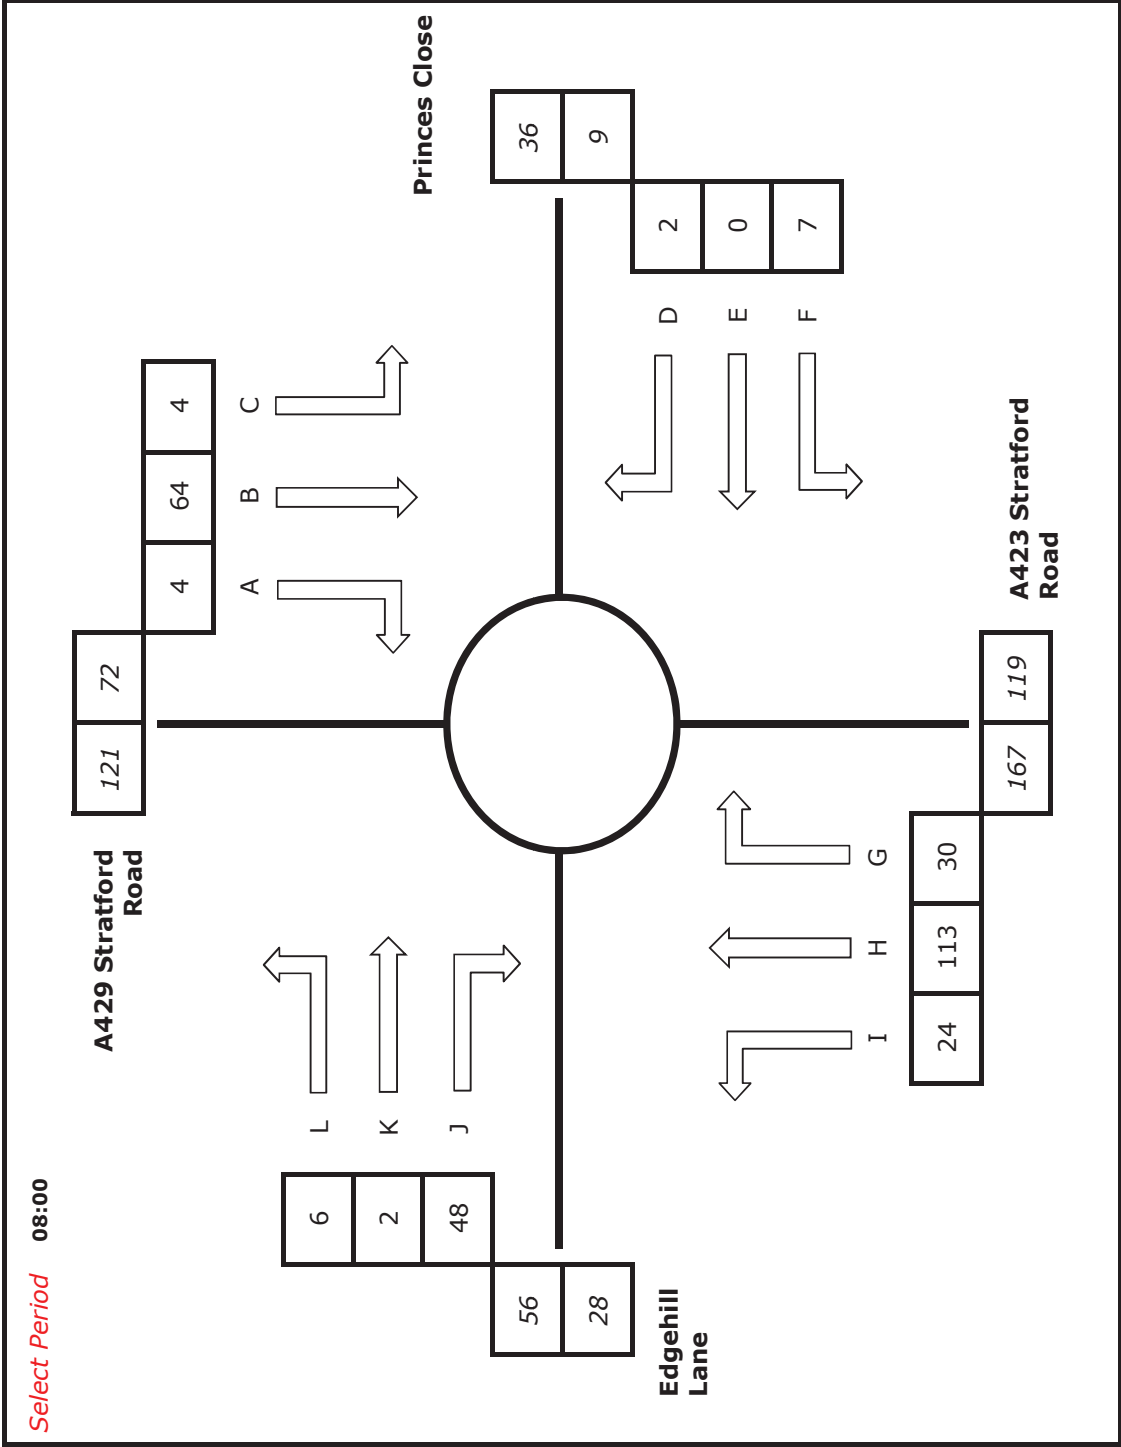 Select Period 08:00
A429 Stratford
Road
121 72
4 64 4
A B C
6 L
2 K
48 J
Princes Close
56 36
28 9
Edgehill
Lane
D 2
E 0
F 7
I H G
24 113 30
167 119
A423 Stratford
Road